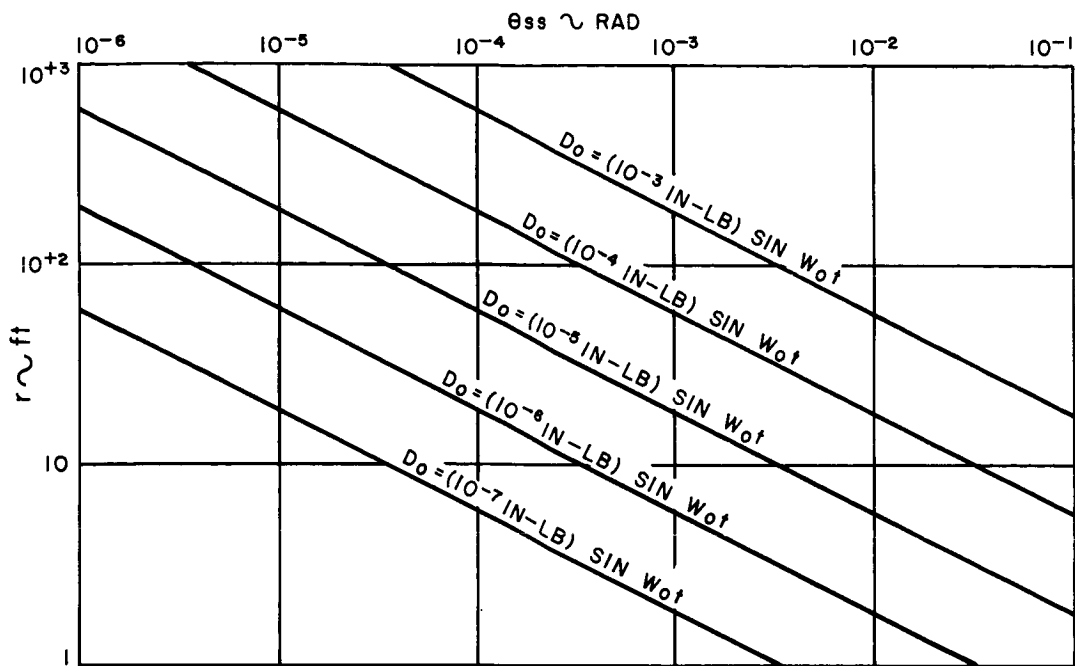 θss ~ RAD
10⁻⁶ 10⁻⁵ 10⁻⁴ 10⁻³ 10⁻² 10⁻¹
10⁺³
10⁺²
10
1
r ~ ft
Do = (10⁻³ IN-LB) SIN Wot
Do = (10⁻⁴ IN-LB) SIN Wot
Do = (10⁻⁵ IN-LB) SIN Wot
Do = (10⁻⁶ IN-LB) SIN Wot
Do = (10⁻⁷ IN-LB) SIN Wot